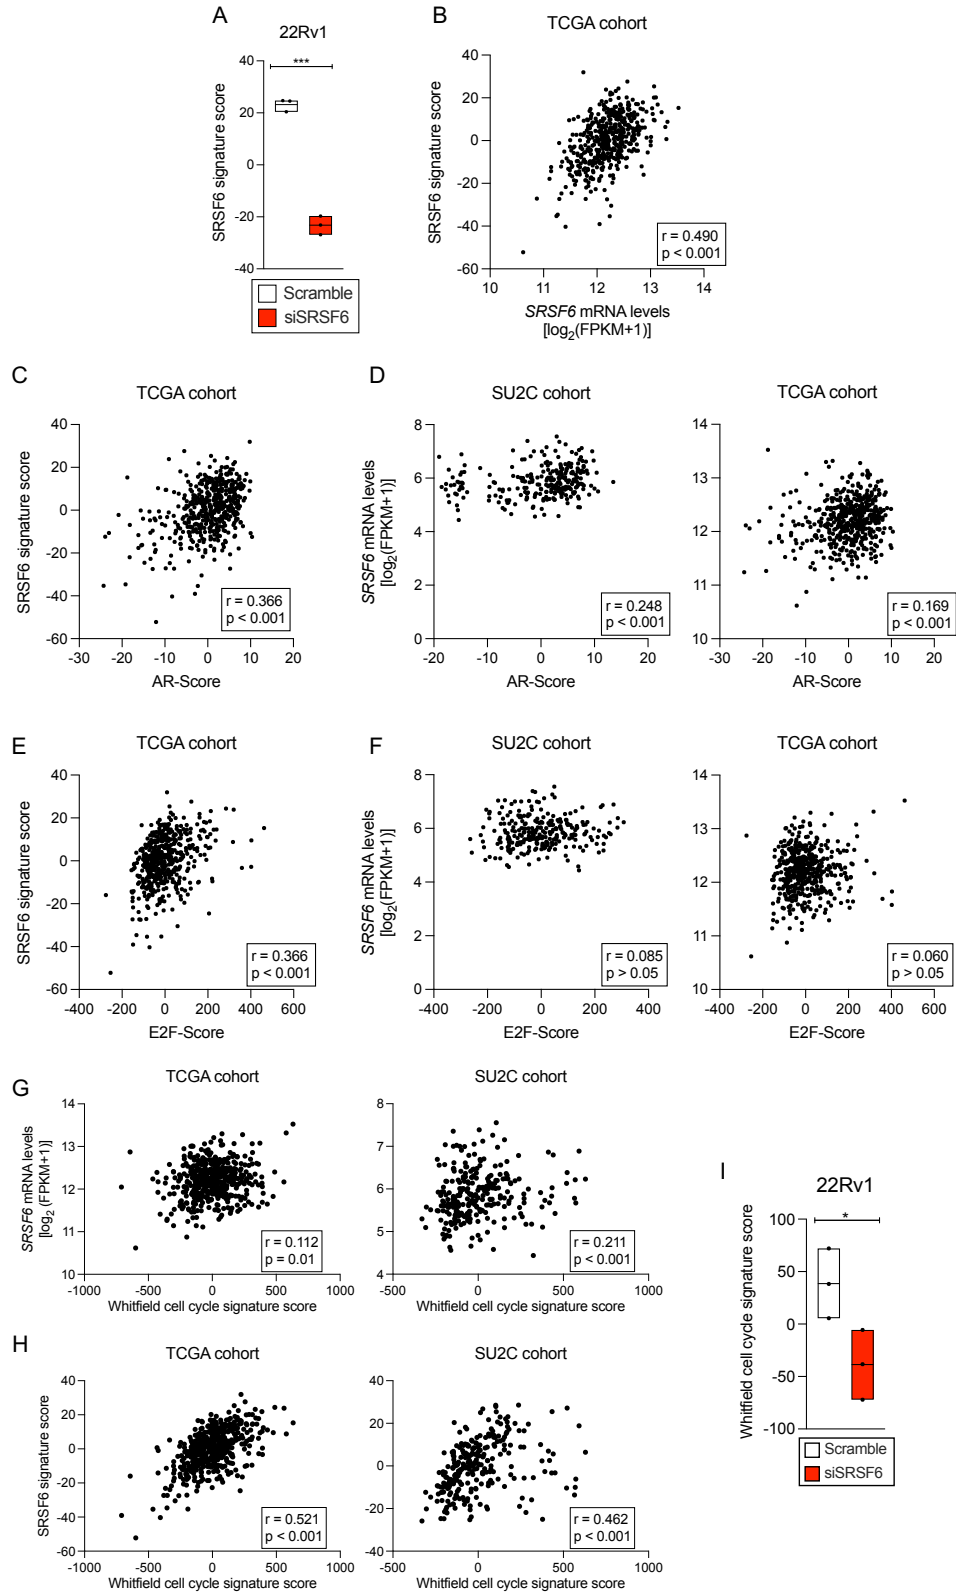 A
22Rv1
SRSF6 signature score
40
20
0
-20
-40
***
Scramble
siSRSF6
B
TCGA cohort
SRSF6 signature score
40
20
0
-20
-40
-60
r = 0.490
p < 0.001
10 11 12 13 14
SRSF6 mRNA levels
[log2(FPKM+1)]
C
TCGA cohort
SRSF6 signature score
40
20
0
-20
-40
-60
r = 0.366
p < 0.001
-30 -20 -10 0 10 20
AR-Score
D
SU2C cohort
SRSF6 mRNA levels
[log2(FPKM+1)]
8
6
4
2
0
r = 0.248
p < 0.001
-20 -10 0 10 20
AR-Score
TCGA cohort
14
13
12
11
10
r = 0.169
p < 0.001
-30 -20 -10 0 10 20
AR-Score
E
TCGA cohort
SRSF6 signature score
40
20
0
-20
-40
-60
r = 0.366
p < 0.001
-400 -200 0 200 400 600
E2F-Score
F
SU2C cohort
SRSF6 mRNA levels
[log2(FPKM+1)]
8
6
4
2
0
r = 0.085
p > 0.05
-400 -200 0 200 400
E2F-Score
TCGA cohort
14
13
12
11
10
r = 0.060
p > 0.05
-400 -200 0 200 400 600
E2F-Score
G
TCGA cohort
SRSF6 mRNA levels
[log2 (FPKM+1)]
14
13
12
11
10
r = 0.112
p = 0.01
-1000 -500 0 500 1000
Whitfield cell cycle signature score
SU2C cohort
8
7
6
5
4
r = 0.211
p < 0.001
-500 0 500 1000
Whitfield cell cycle signature score
H
TCGA cohort
SRSF6 signature score
40
20
0
-20
-40
-60
r = 0.521
p < 0.001
-1000 -500 0 500 1000
Whitfield cell cycle signature score
SU2C cohort
40
20
0
-20
-40
r = 0.462
p < 0.001
-500 0 500 1000
Whitfield cell cycle signature score
I
22Rv1
Whitfield cell cycle signature score
100
50
0
-50
-100
*
Scramble
siSRSF6